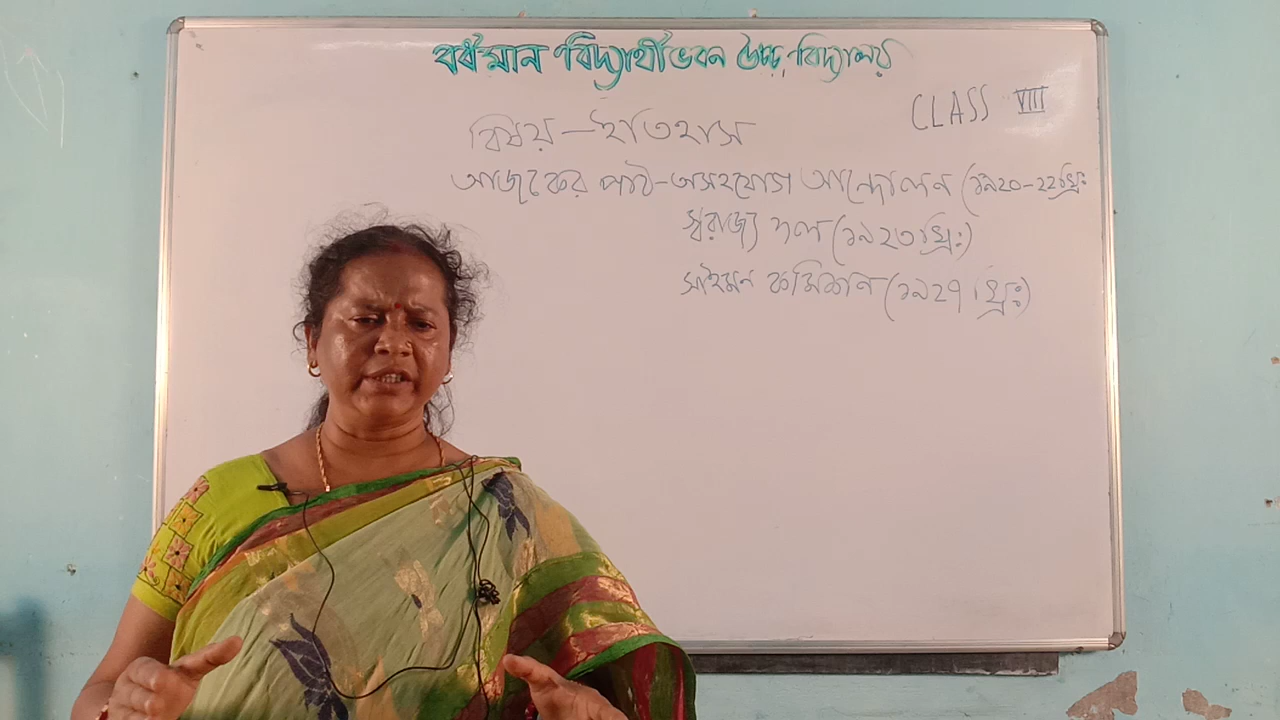 বর্ধমান বিদ্যার্থীভবন উচ্চ বিদ্যালয়
CLASS VIII
বিষয় - ইতিহাস
আজকের পাঠ - অসহযোগ আন্দোলন (১৯২০-২২খ্রিঃ
স্বরাজ্য দল (১৯২৩খ্রিঃ)
সাইমন কমিশন (১৯২৭খ্রিঃ)